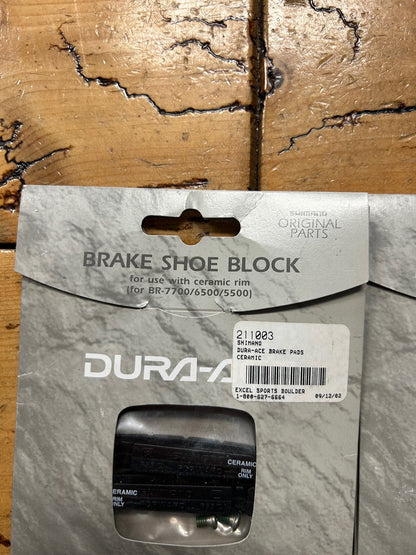 SHIMANO
ORIGINAL
PARTS
BRAKE SHOE BLOCK
for use with ceramic rim
(for BR-7700/6500/5500)
211003
SHIMANO
DURA-ACE BRAKE PADS
CERAMIC
EXCEL SPORTS BOULDER
1-800-627-6664 09/12/02
DURA-A
CERAMIC
RIM
ONLY
CERAMIC
RIM
ONLY